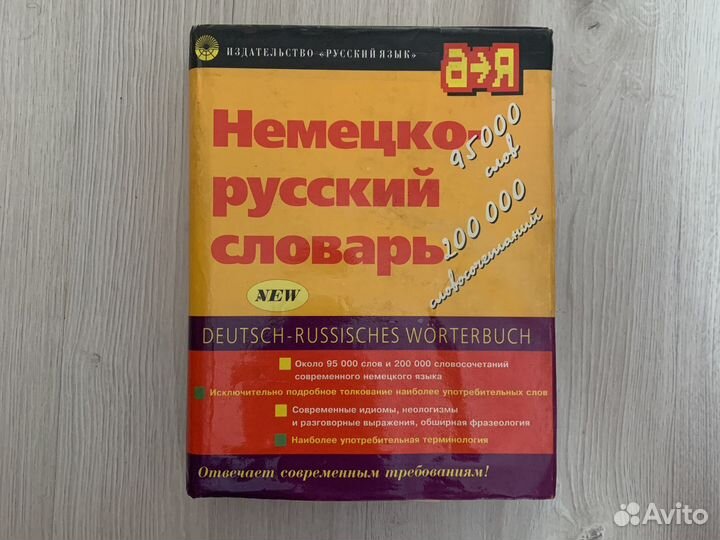 ИЗДАТЕЛЬСТВО «РУССКИЙ ЯЗЫК»
а→Я
Немецко-
русский
словарь
95 000
слов
200 000
словосочетаний
NEW
DEUTSCH-RUSSISCHES WÖRTERBUCH
Около 95 000 слов и 200 000 словосочетаний
современного немецкого языка
Исключительно подробное толкование наиболее употребительных слов
Современные идиомы, неологизмы
и разговорные выражения, обширная фразеология
Наиболее употребительная терминология
Отвечает современным требованиям!
Avito